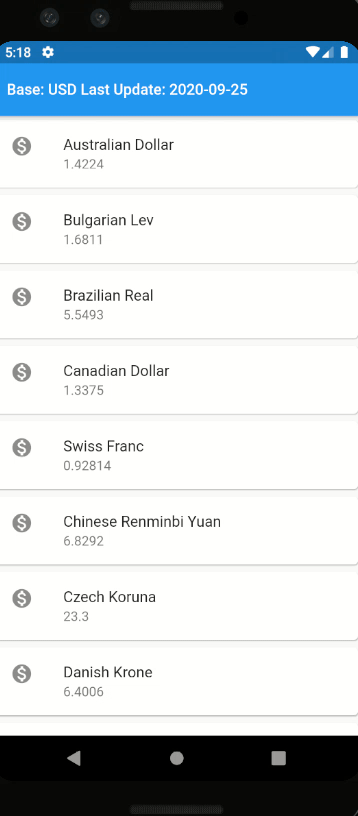 5:18
Base: USD Last Update: 2020-09-25
Australian Dollar
1.4224
Bulgarian Lev
1.6811
Brazilian Real
5.5493
Canadian Dollar
1.3375
Swiss Franc
0.92814
Chinese Renminbi Yuan
6.8292
Czech Koruna
23.3
Danish Krone
6.4006